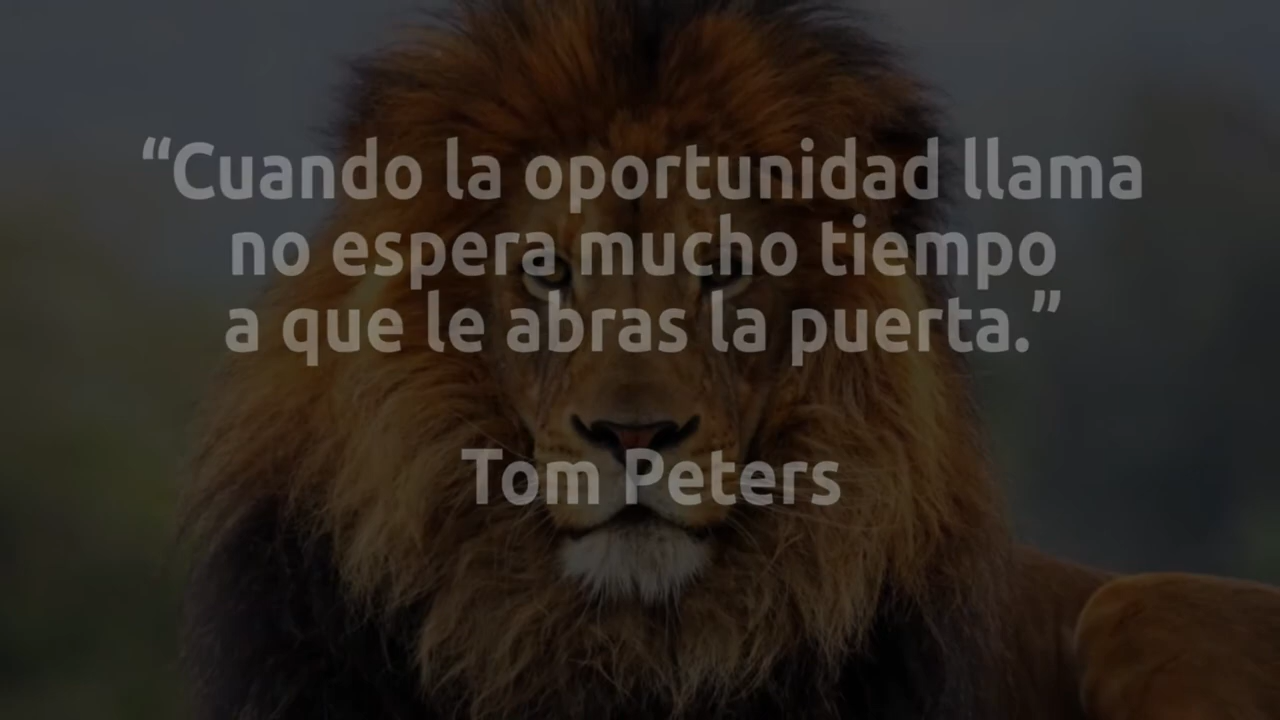 “Cuando la oportunidad llama
no espera mucho tiempo
a que le abras la puerta.”
Tom Peters